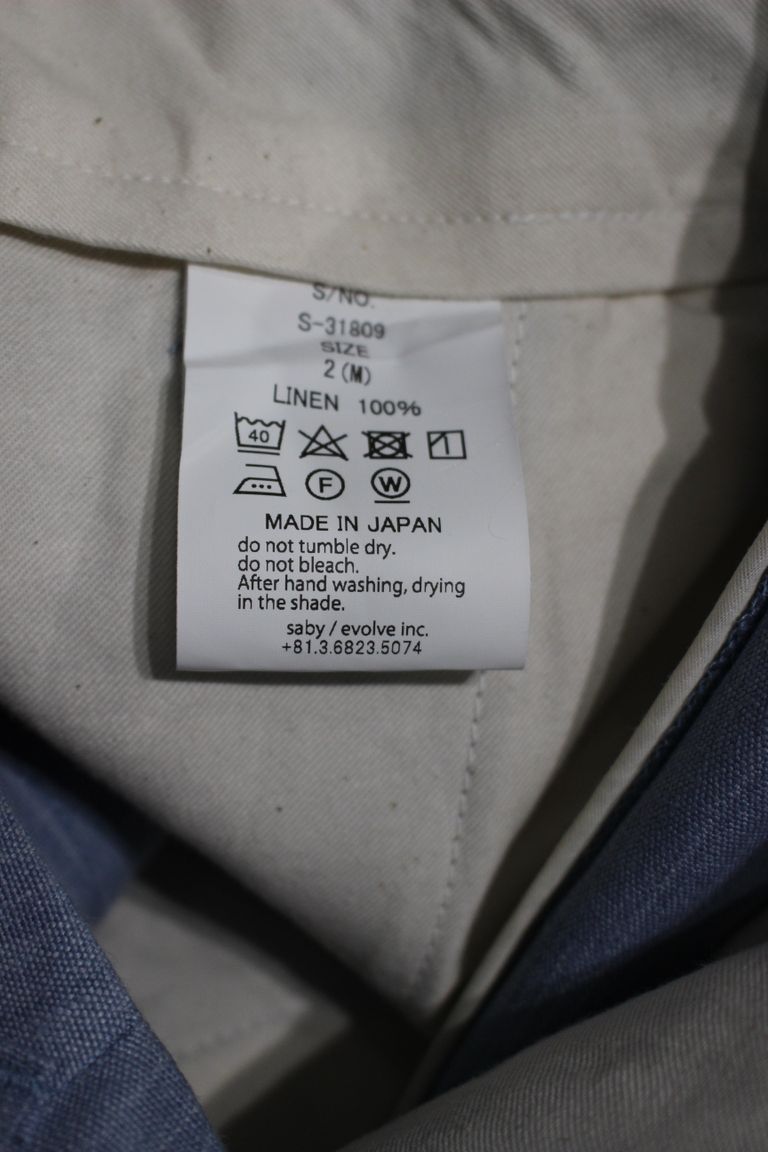 S/NO.
S-31809
SIZE
2 (M)
LINEN 100%
40
F W
MADE IN JAPAN
do not tumble dry.
do not bleach.
After hand washing, drying
in the shade.
saby / evolve inc.
+81.3.6823.5074